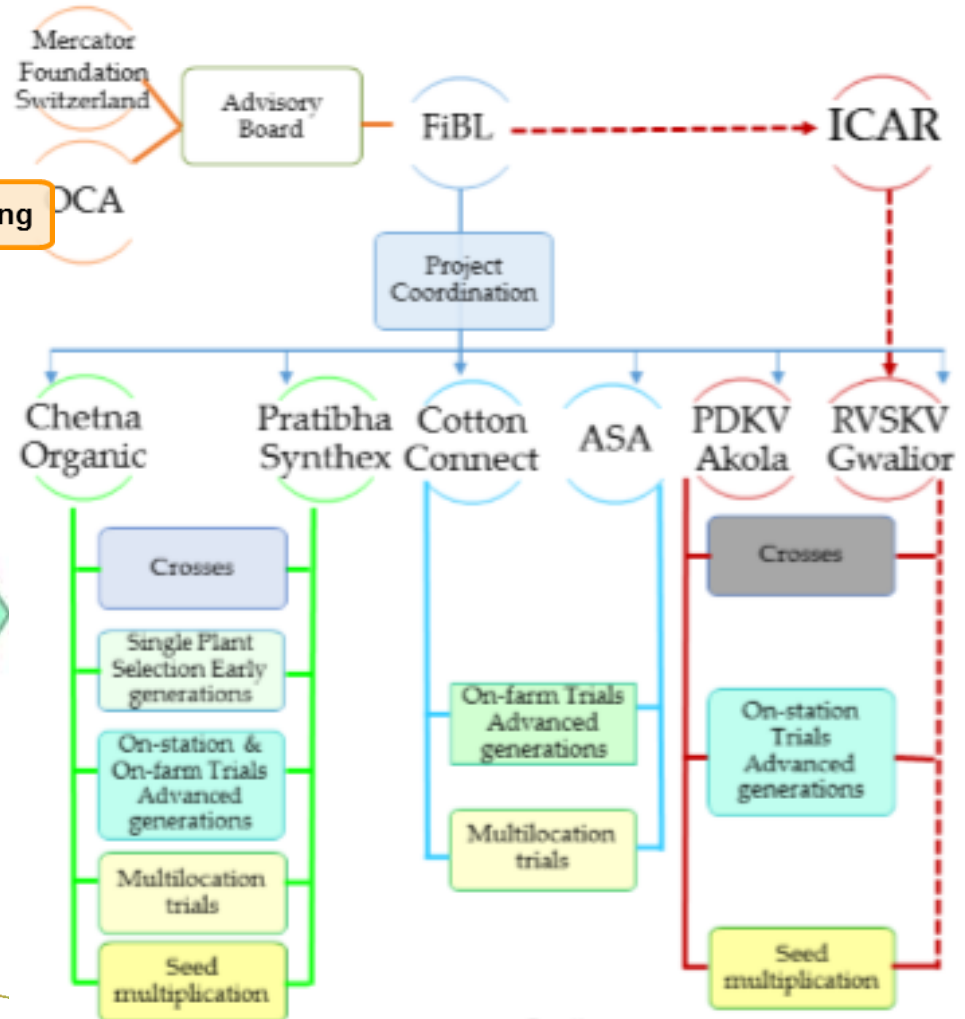 Mercator
Foundation
Switzerland
Advisory
Board
FiBL
ICAR
ng
Project
Coordination
Chetna
Organic
Pratibha
Synthex
Cotton
Connect
ASA
PDKV
Akola
RVSKV
Gwalior
Crosses
Single Plant
Selection Early
generations
On-station &
On-farm Trials
Advanced
generations
Multilocation
trials
Seed
multiplication
On-farm Trials
Advanced
generations
Multilocation
trials
Crosses
On-station
Trials
Advanced
generations
Seed
multiplication